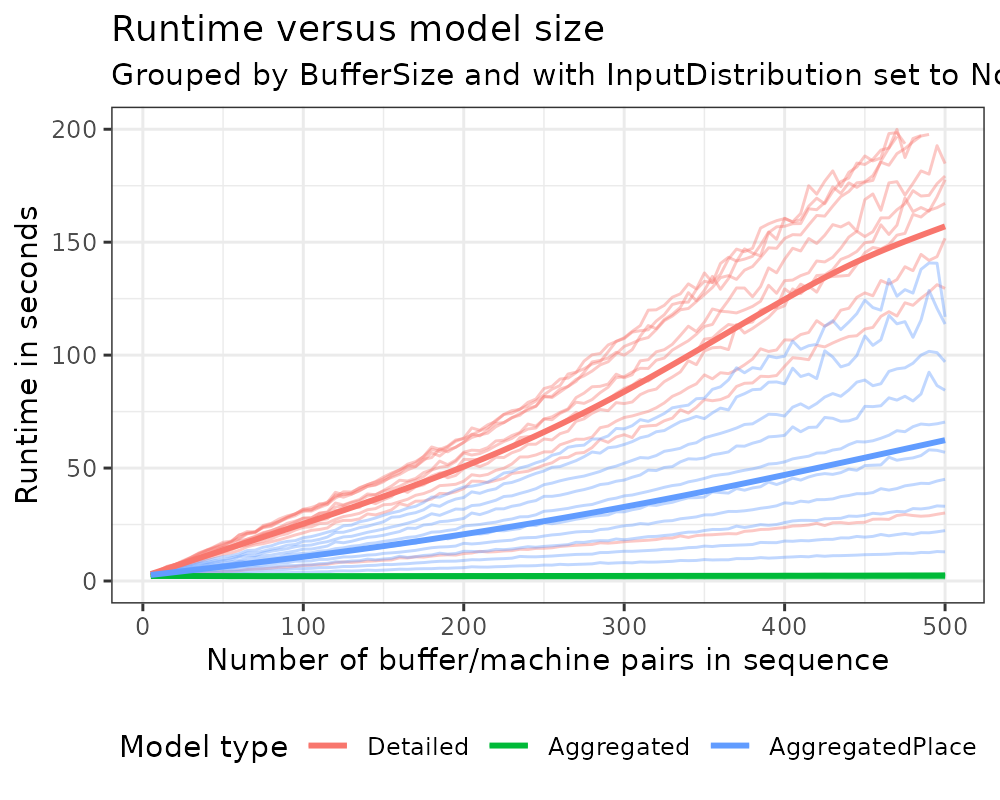 Runtime versus model size
Grouped by BufferSize and with InputDistribution set to No
Runtime in seconds
200
150
100
50
0
0 100 200 300 400 500
Number of buffer/machine pairs in sequence
Model type Detailed Aggregated AggregatedPlace